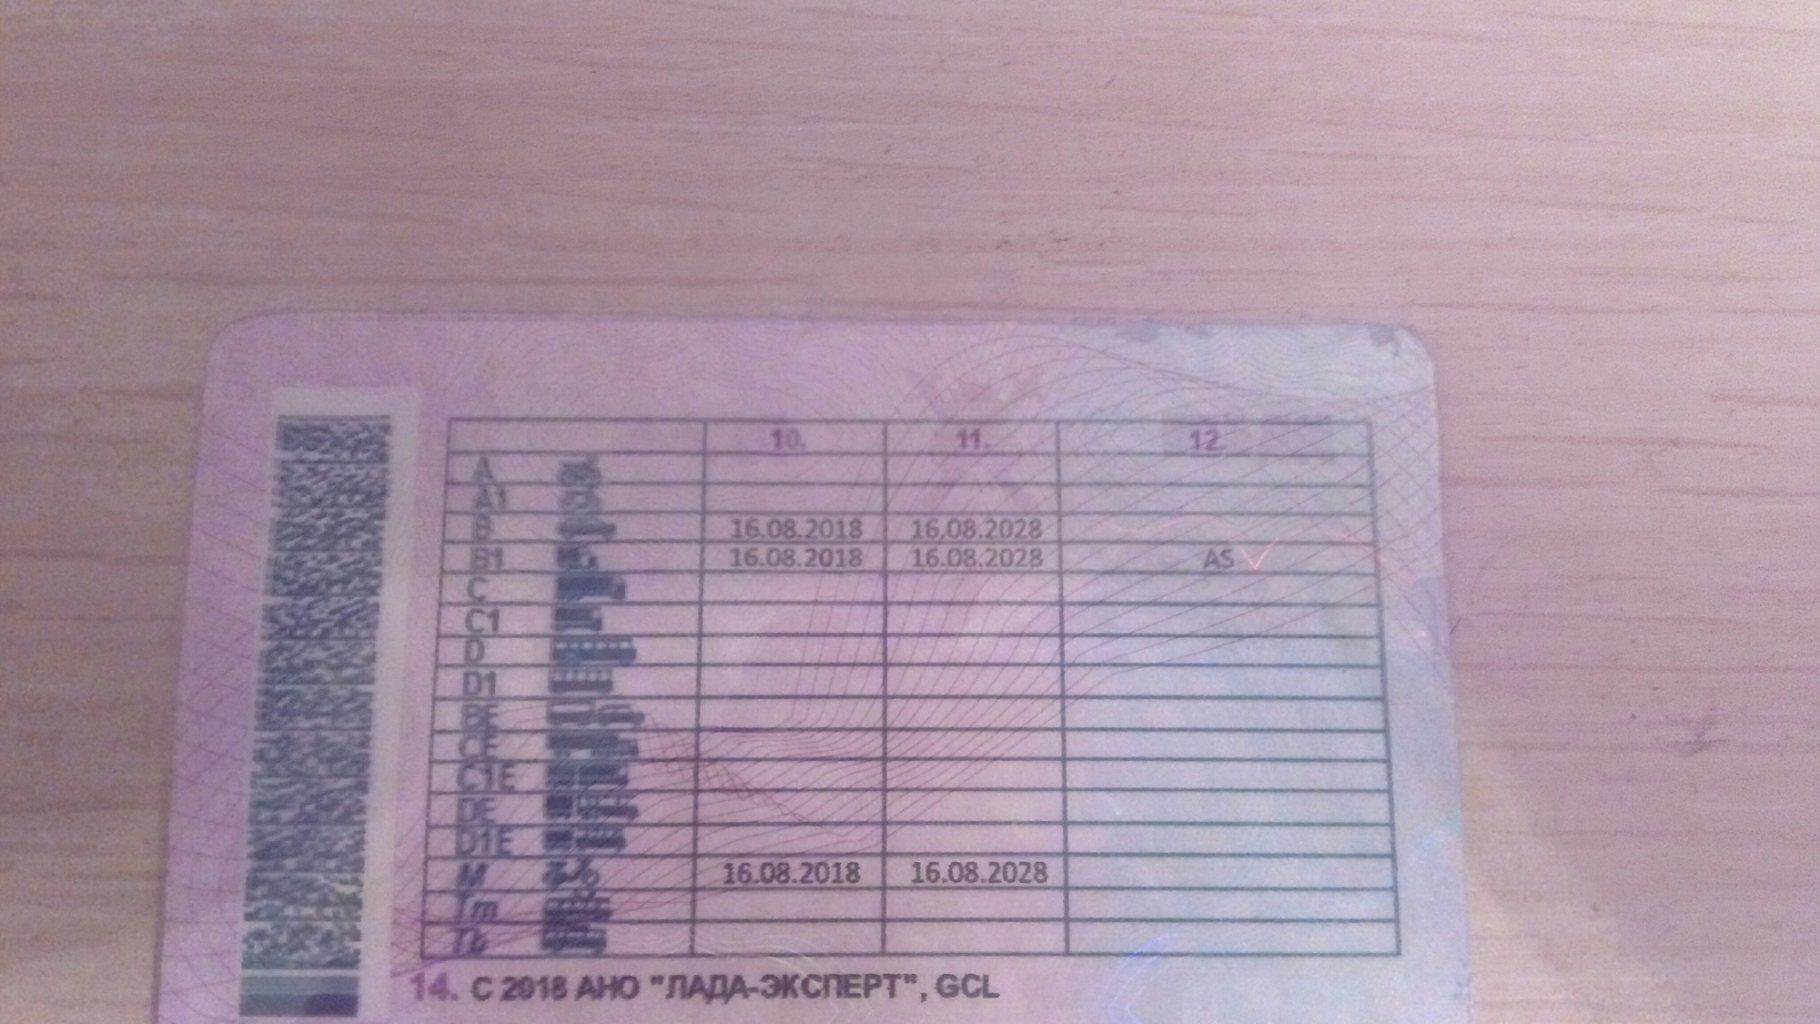 10. 11. 12.
A
A1
B 16.08.2018 16.08.2028
B1 16.08.2018 16.08.2028 AS
C
C1
D
D1
BE
CE
C1E
DE
D1E
M 16.08.2018 16.08.2028
Tm
Tb
14. С 2018 АНО "ЛАДА-ЭКСПЕРТ", GCL